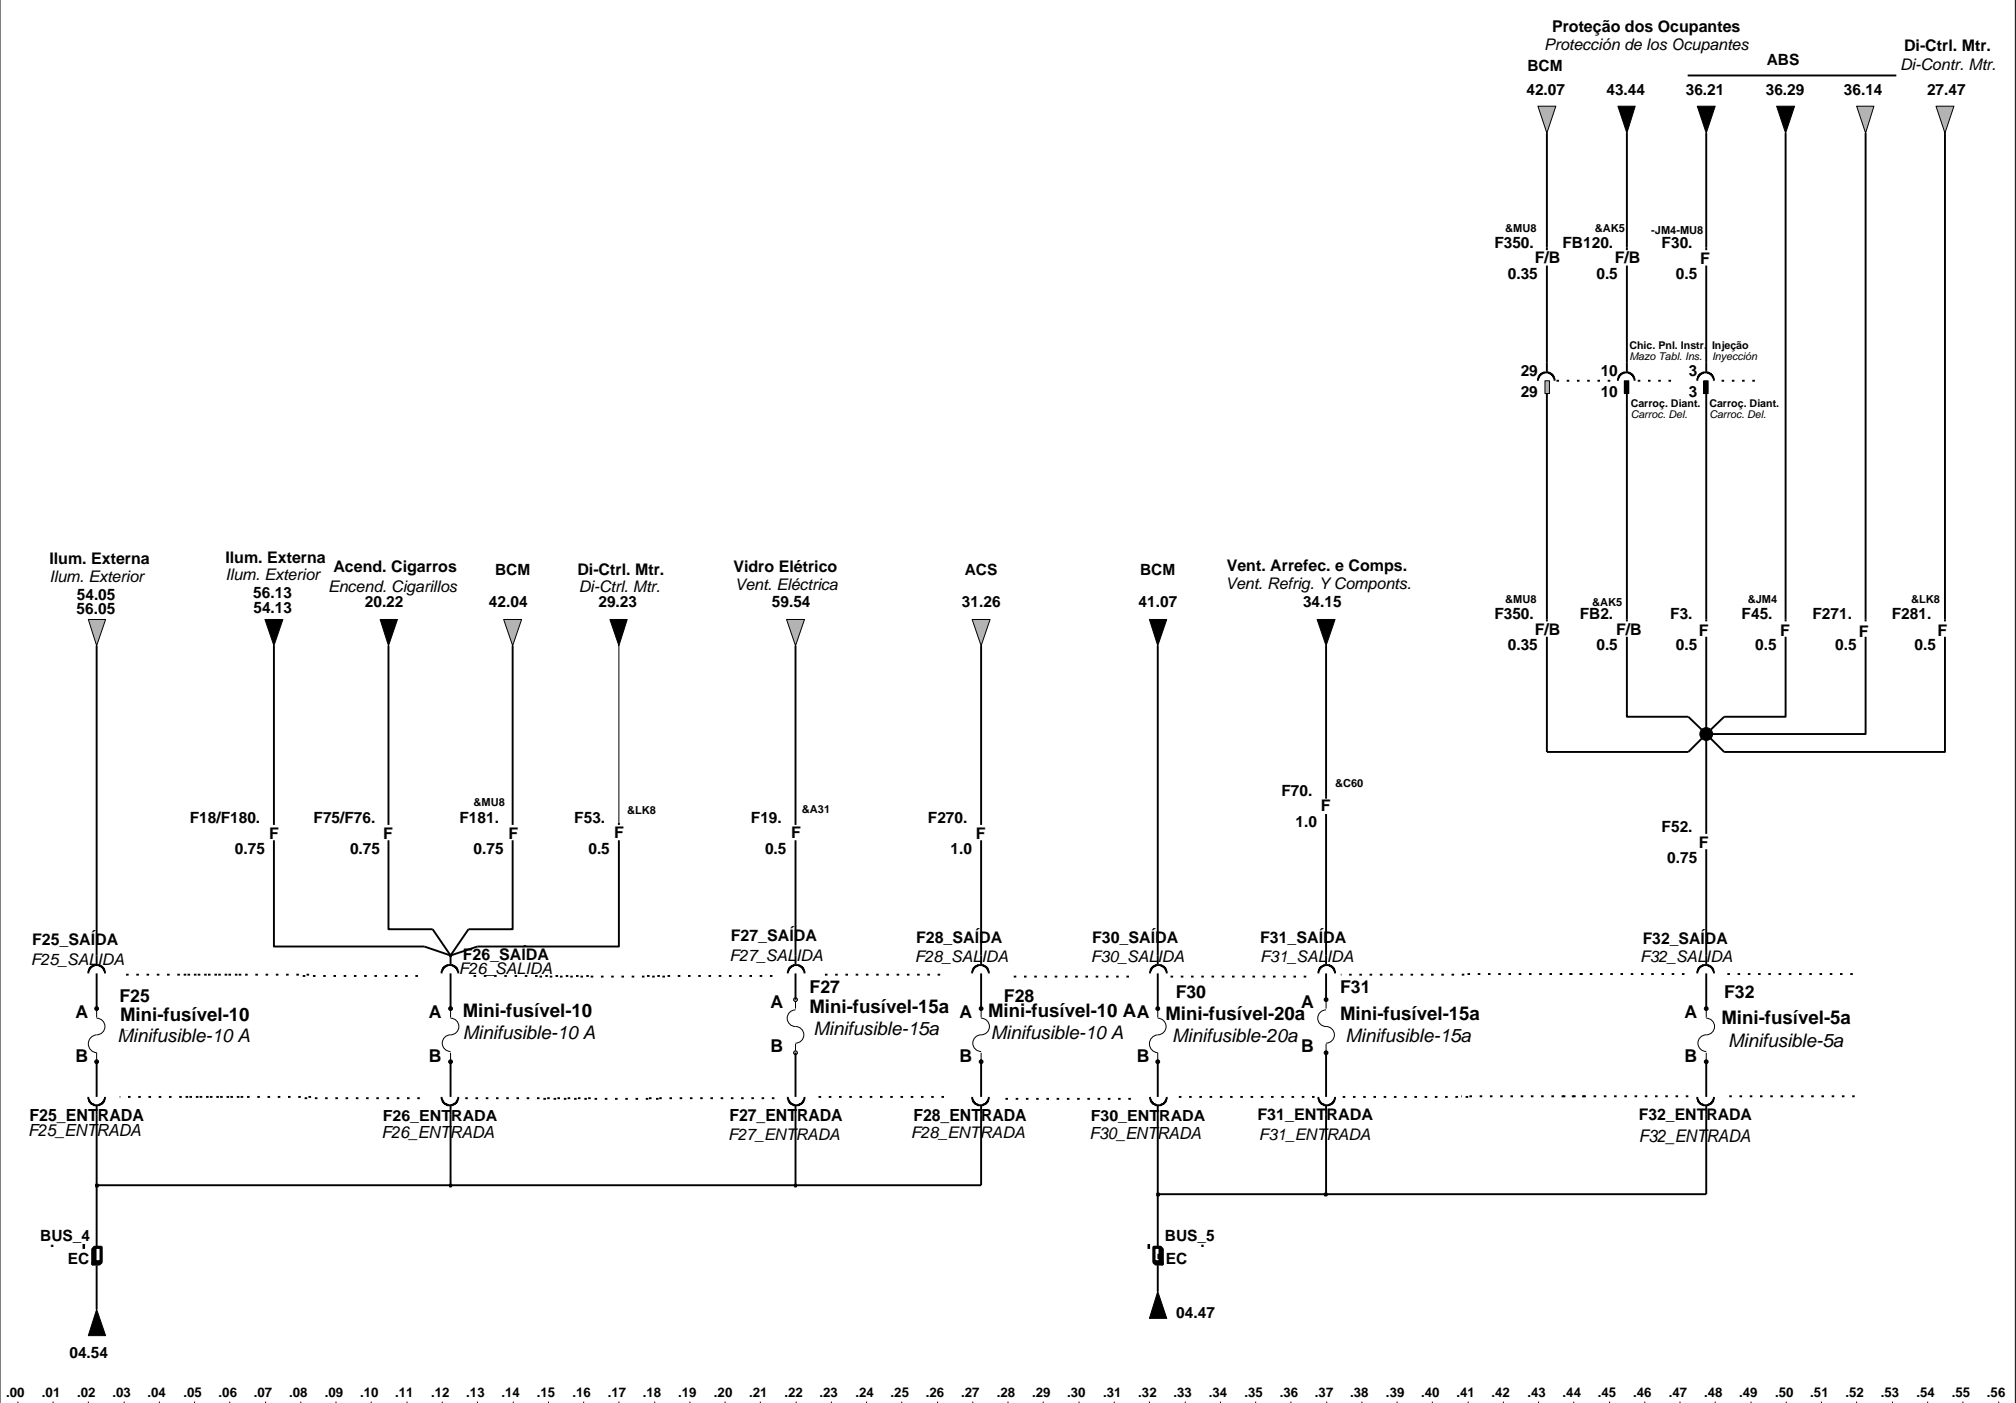 Proteção dos Ocupantes
Protección de los Ocupantes
Di-Ctrl. Mtr.
Di-Contr. Mtr.
BCM
ABS
42.07
43.44
36.21
36.29
36.14
27.47
&MU8
F350.
F/B
0.35
&AK5
FB120.
F/B
0.5
-JM4-MU8
F30.
F
0.5
Chic. Pnl. Instr.
Mazo Tabl. Ins.
Injeção
Inyección
29
10
3
29
10
3
Carroç. Diant.
Carroc. Del.
Carroç. Diant.
Carroc. Del.
Ilum. Externa
Ilum. Exterior
54.05
56.05
Ilum. Externa
Ilum. Exterior
56.13
54.13
Acend. Cigarros
Encend. Cigarillos
20.22
BCM
42.04
Di-Ctrl. Mtr.
Di-Ctrl. Mtr.
29.23
Vidro Elétrico
Vent. Eléctrica
59.54
ACS
31.26
BCM
41.07
Vent. Arrefec. e Comps.
Vent. Refrig. Y Componts.
34.15
&MU8
F350.
F/B
0.35
&AK5
FB2.
F/B
0.5
F3.
F
0.5
&JM4
F45.
F
0.5
F271.
F
0.5
&LK8
F281.
F
0.5
F18/F180.
F
0.75
F75/F76.
F
0.75
&MU8
F181.
F
0.75
F53.
F
&LK8
0.5
F19.
F
&A31
0.5
F270.
F
1.0
F70.
F
&C60
1.0
F52.
F
0.75
F25_SAÍDA
F25_SALIDA
F26_SAÍDA
F26_SALIDA
F27_SAÍDA
F27_SALIDA
F28_SAÍDA
F28_SALIDA
F30_SAÍDA
F30_SALIDA
F31_SAÍDA
F31_SALIDA
F32_SAÍDA
F32_SALIDA
A
F25
Mini-fusível-10
Minifusible-10 A
B
A
Mini-fusível-10
Minifusible-10 A
B
A
F27
Mini-fusível-15a
Minifusible-15a
B
A
F28
Mini-fusível-10 A
Minifusible-10 A
B
A
F30
Mini-fusível-20a
Minifusible-20a
B
A
F31
Mini-fusível-15a
Minifusible-15a
B
A
F32
Mini-fusível-5a
Minifusible-5a
B
F25_ENTRADA
F25_ENTRADA
F26_ENTRADA
F26_ENTRADA
F27_ENTRADA
F27_ENTRADA
F28_ENTRADA
F28_ENTRADA
F30_ENTRADA
F30_ENTRADA
F31_ENTRADA
F31_ENTRADA
F32_ENTRADA
F32_ENTRADA
BUS_4
EC
04.54
BUS_5
EC
04.47
.00 .01 .02 .03 .04 .05 .06 .07 .08 .09 .10 .11 .12 .13 .14 .15 .16 .17 .18 .19 .20 .21 .22 .23 .24 .25 .26 .27 .28 .29 .30 .31 .32 .33 .34 .35 .36 .37 .38 .39 .40 .41 .42 .43 .44 .45 .46 .47 .48 .49 .50 .51 .52 .53 .54 .55 .56